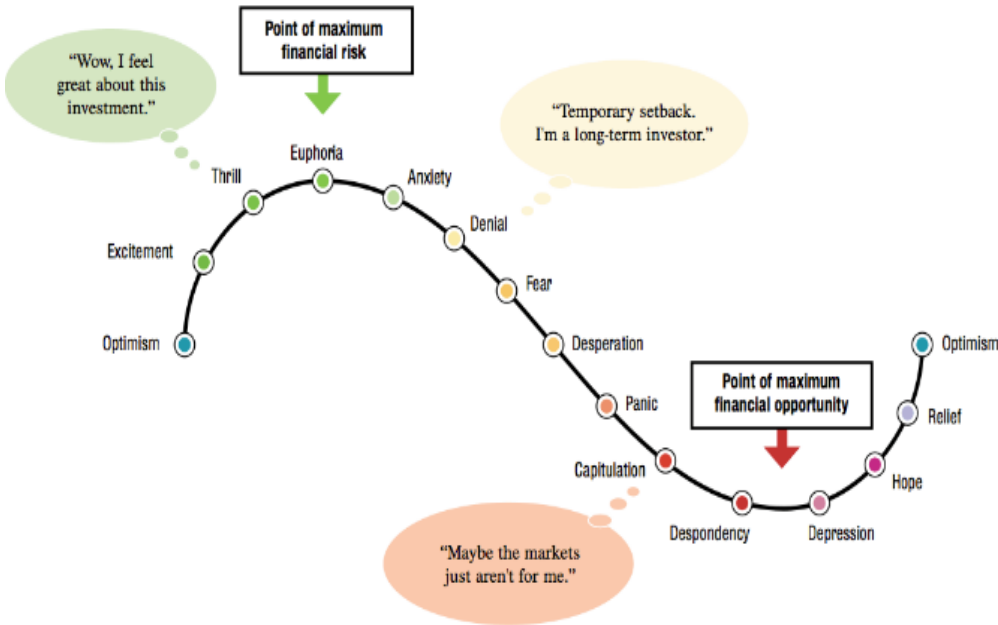 Point of maximum
financial risk
“Wow, I feel
great about this
investment.”
“Temporary setback.
I'm a long-term investor.”
Euphoria
Thrill
Anxiety
Denial
Excitement
Fear
Optimism
Desperation
Optimism
Point of maximum
financial opportunity
Panic
Relief
Capitulation
Hope
Despondency
Depression
“Maybe the markets
just aren't for me.”